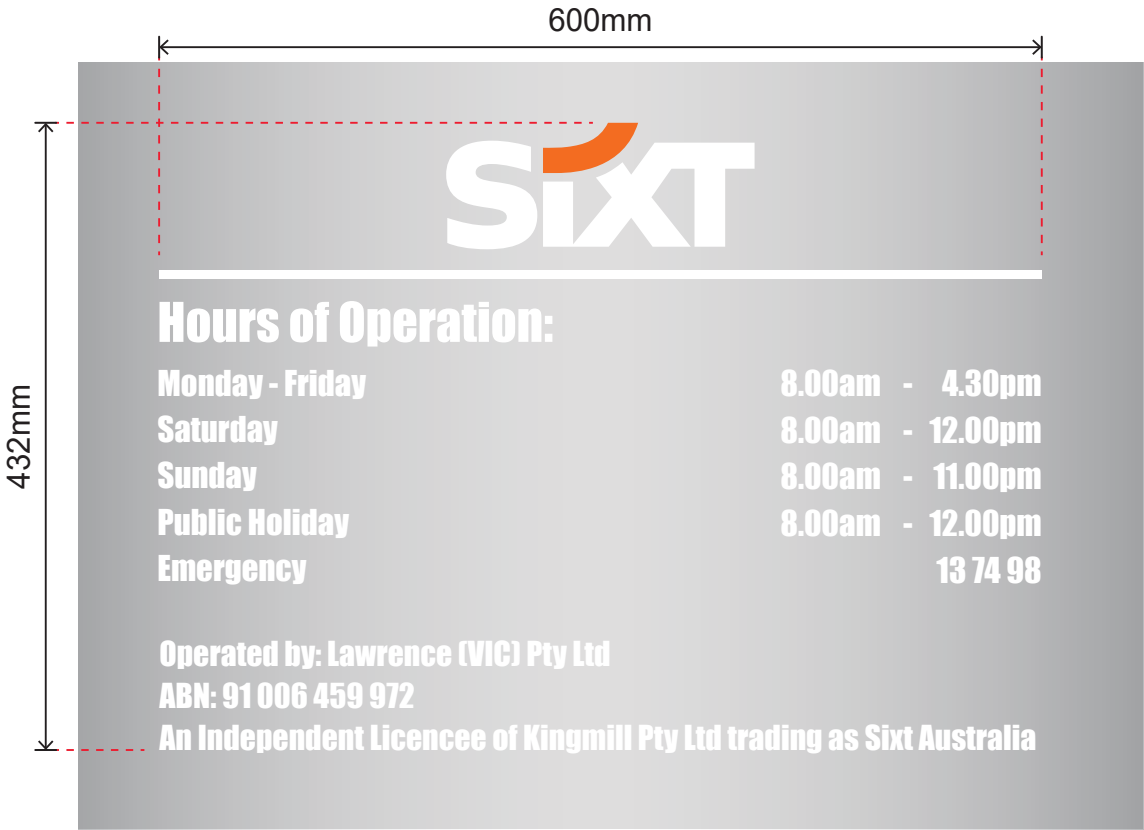 600mm
432mm
SiXT
Hours of Operation:
Monday - Friday 8.00am - 4.30pm
Saturday 8.00am - 12.00pm
Sunday 8.00am - 11.00pm
Public Holiday 8.00am - 12.00pm
Emergency 13 74 98
Operated by: Lawrence (VIC) Pty Ltd
ABN: 91 006 459 972
An Independent Licencee of Kingmill Pty Ltd trading as Sixt Australia